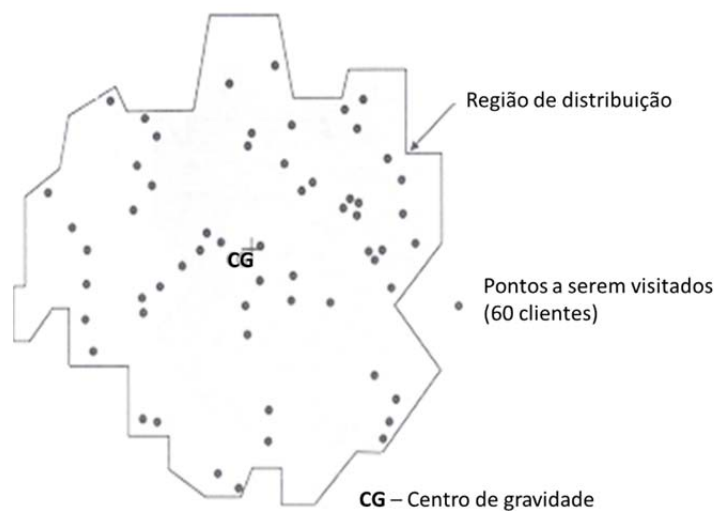 Região de distribuição
CG
Pontos a serem visitados
(60 clientes)
CG – Centro de gravidade